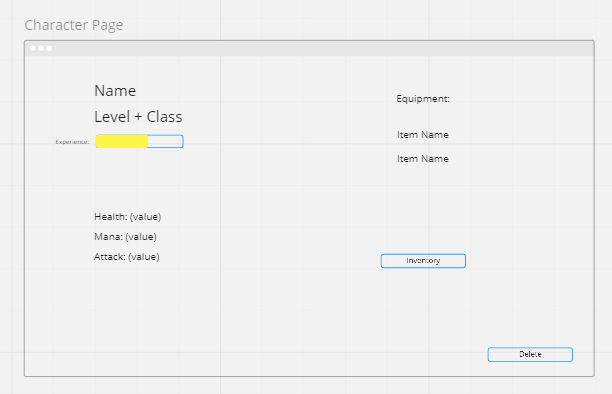 Character Page
Name
Level + Class
Experience:
Health: (value)
Mana: (value)
Attack: (value)
Equipment:
Item Name
Item Name
Inventory
Delete